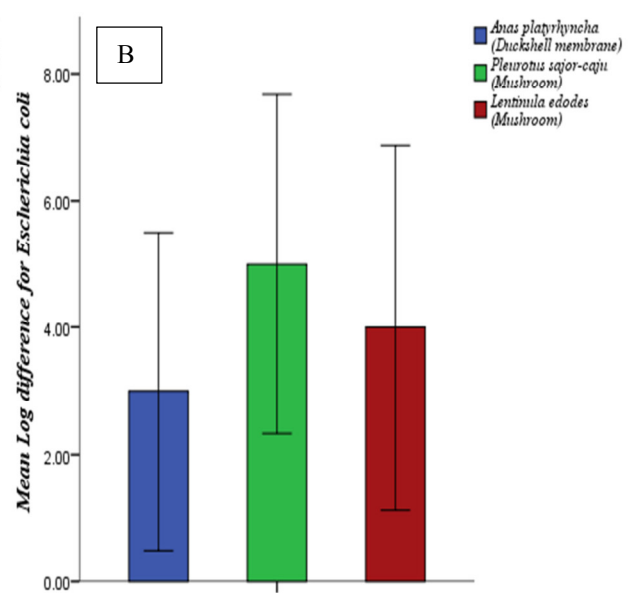 B
Anas platyrhyncha
(Duckshell membrane)
Pleurotus sajor-caju
(Mushroom)
Lentinula edodes
(Mushroom)
Mean Log difference for Escherichia coli
8.00
6.00
4.00
2.00
0.00